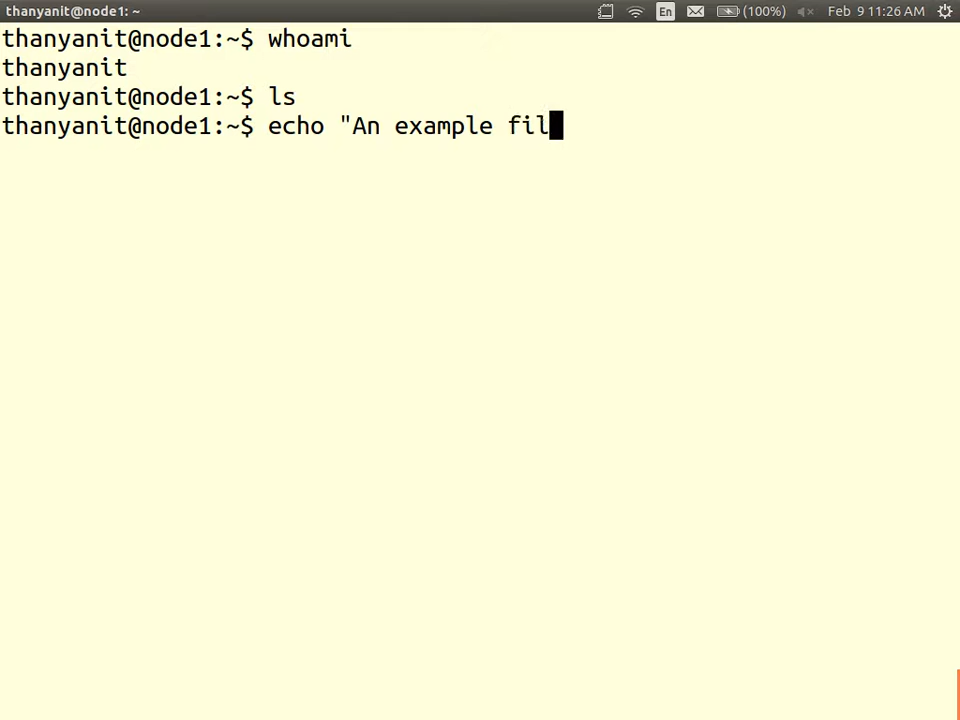 thanyanit@node1: ~
En
(100%)
Feb 9 11:26 AM
thanyanit@node1:~$ whoami
thanyanit
thanyanit@node1:~$ ls
thanyanit@node1:~$ echo "An example fil